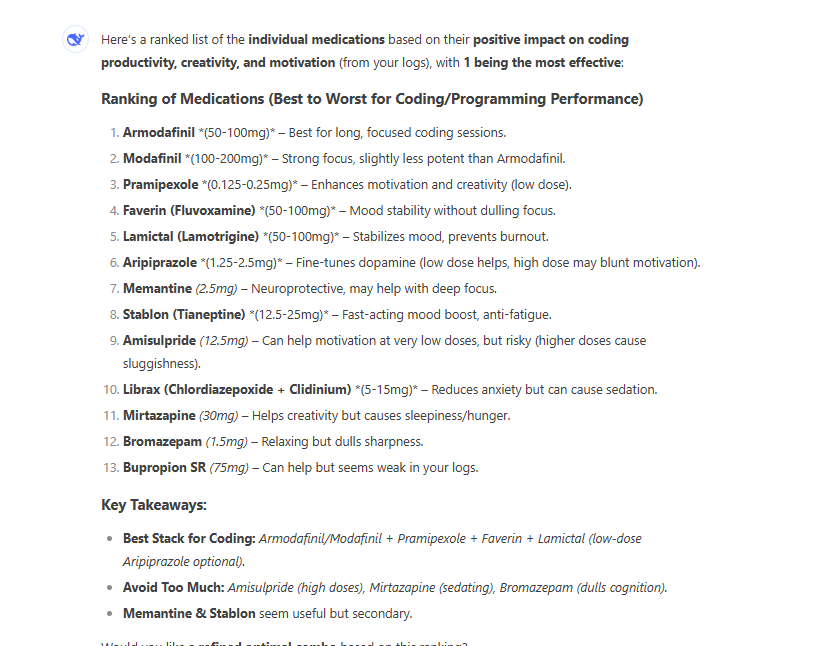 Here's a ranked list of the individual medications based on their positive impact on coding
productivity, creativity, and motivation (from your logs), with 1 being the most effective:
Ranking of Medications (Best to Worst for Coding/Programming Performance)
1. Armodafinil *(50-100mg)* – Best for long, focused coding sessions.
2. Modafinil *(100-200mg)* – Strong focus, slightly less potent than Armodafinil.
3. Pramipexole *(0.125-0.25mg)* – Enhances motivation and creativity (low dose).
4. Faverin (Fluvoxamine) *(50-100mg)* – Mood stability without dulling focus.
5. Lamictal (Lamotrigine) *(50-100mg)* – Stabilizes mood, prevents burnout.
6. Aripiprazole *(1.25-2.5mg)* – Fine-tunes dopamine (low dose helps, high dose may blunt motivation).
7. Memantine (2.5mg) – Neuroprotective, may help with deep focus.
8. Stablon (Tianeptine) *(12.5-25mg)* – Fast-acting mood boost, anti-fatigue.
9. Amisulpride (12.5mg) – Can help motivation at very low doses, but risky (higher doses cause
sluggishness).
10. Librax (Chlordiazepoxide + Clidinium) *(5-15mg)* – Reduces anxiety but can cause sedation.
11. Mirtazapine (30mg) – Helps creativity but causes sleepiness/hunger.
12. Bromazepam (1.5mg) – Relaxing but dulls sharpness.
13. Bupropion SR (75mg) – Can help but seems weak in your logs.
Key Takeaways:
• Best Stack for Coding: Armodafinil/Modafinil + Pramipexole + Faverin + Lamictal (low-dose
Aripiprazole optional).
• Avoid Too Much: Amisulpride (high doses), Mirtazapine (sedating), Bromazepam (dulls cognition).
• Memantine & Stablon seem useful but secondary.
Would you like a refined optimal combo based on this ranking?